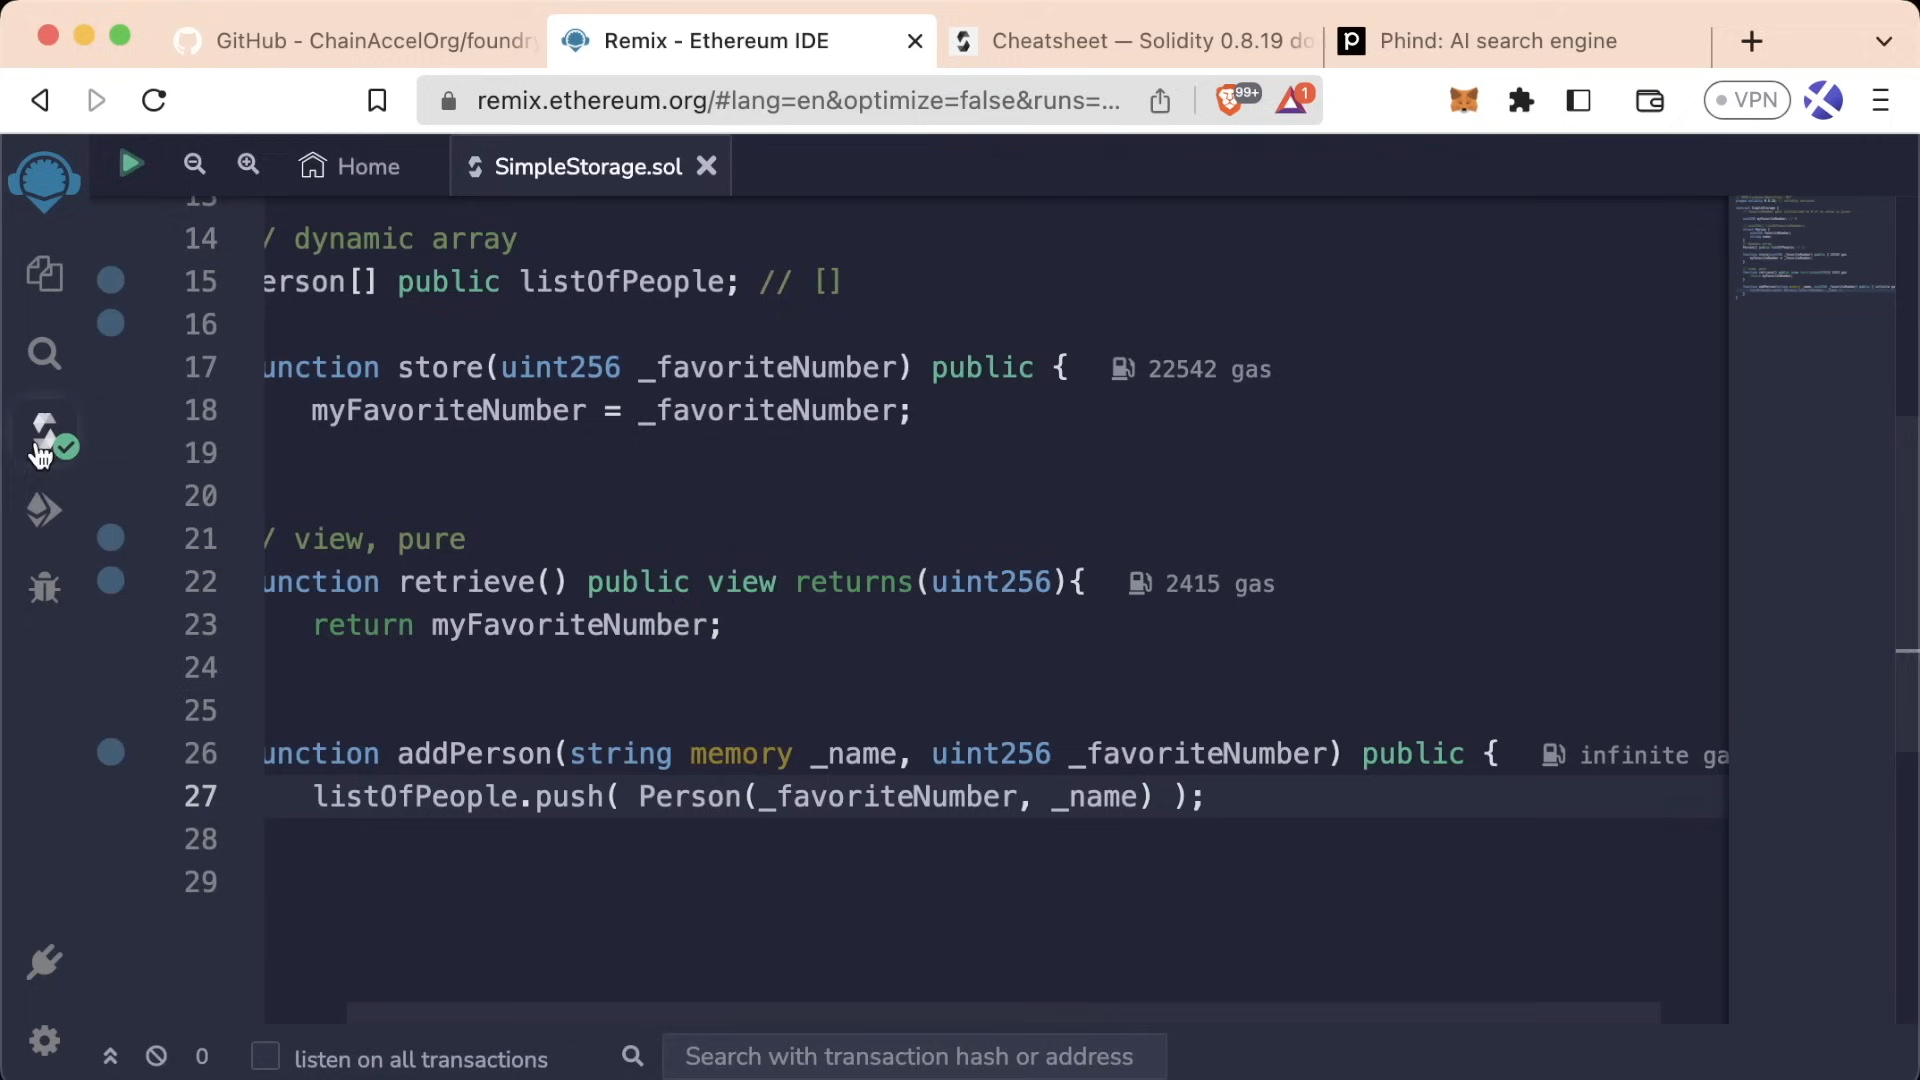 GitHub - ChainAccelOrg/foundry
Remix - Ethereum IDE
Cheatsheet — Solidity 0.8.19 do
Phind: AI search engine
remix.ethereum.org/#lang=en&optimize=false&runs=...
99+
1
VPN
Home
SimpleStorage.sol
13
14 / dynamic array
15 erson[] public listOfPeople; // []
16
17 unction store(uint256 _favoriteNumber) public { 22542 gas
18 myFavoriteNumber = _favoriteNumber;
19
20
21 / view, pure
22 unction retrieve() public view returns(uint256){ 2415 gas
23 return myFavoriteNumber;
24
25
26 unction addPerson(string memory _name, uint256 _favoriteNumber) public { infinite ga
27 listOfPeople.push( Person(_favoriteNumber, _name) );
28
29
0
listen on all transactions
Search with transaction hash or address